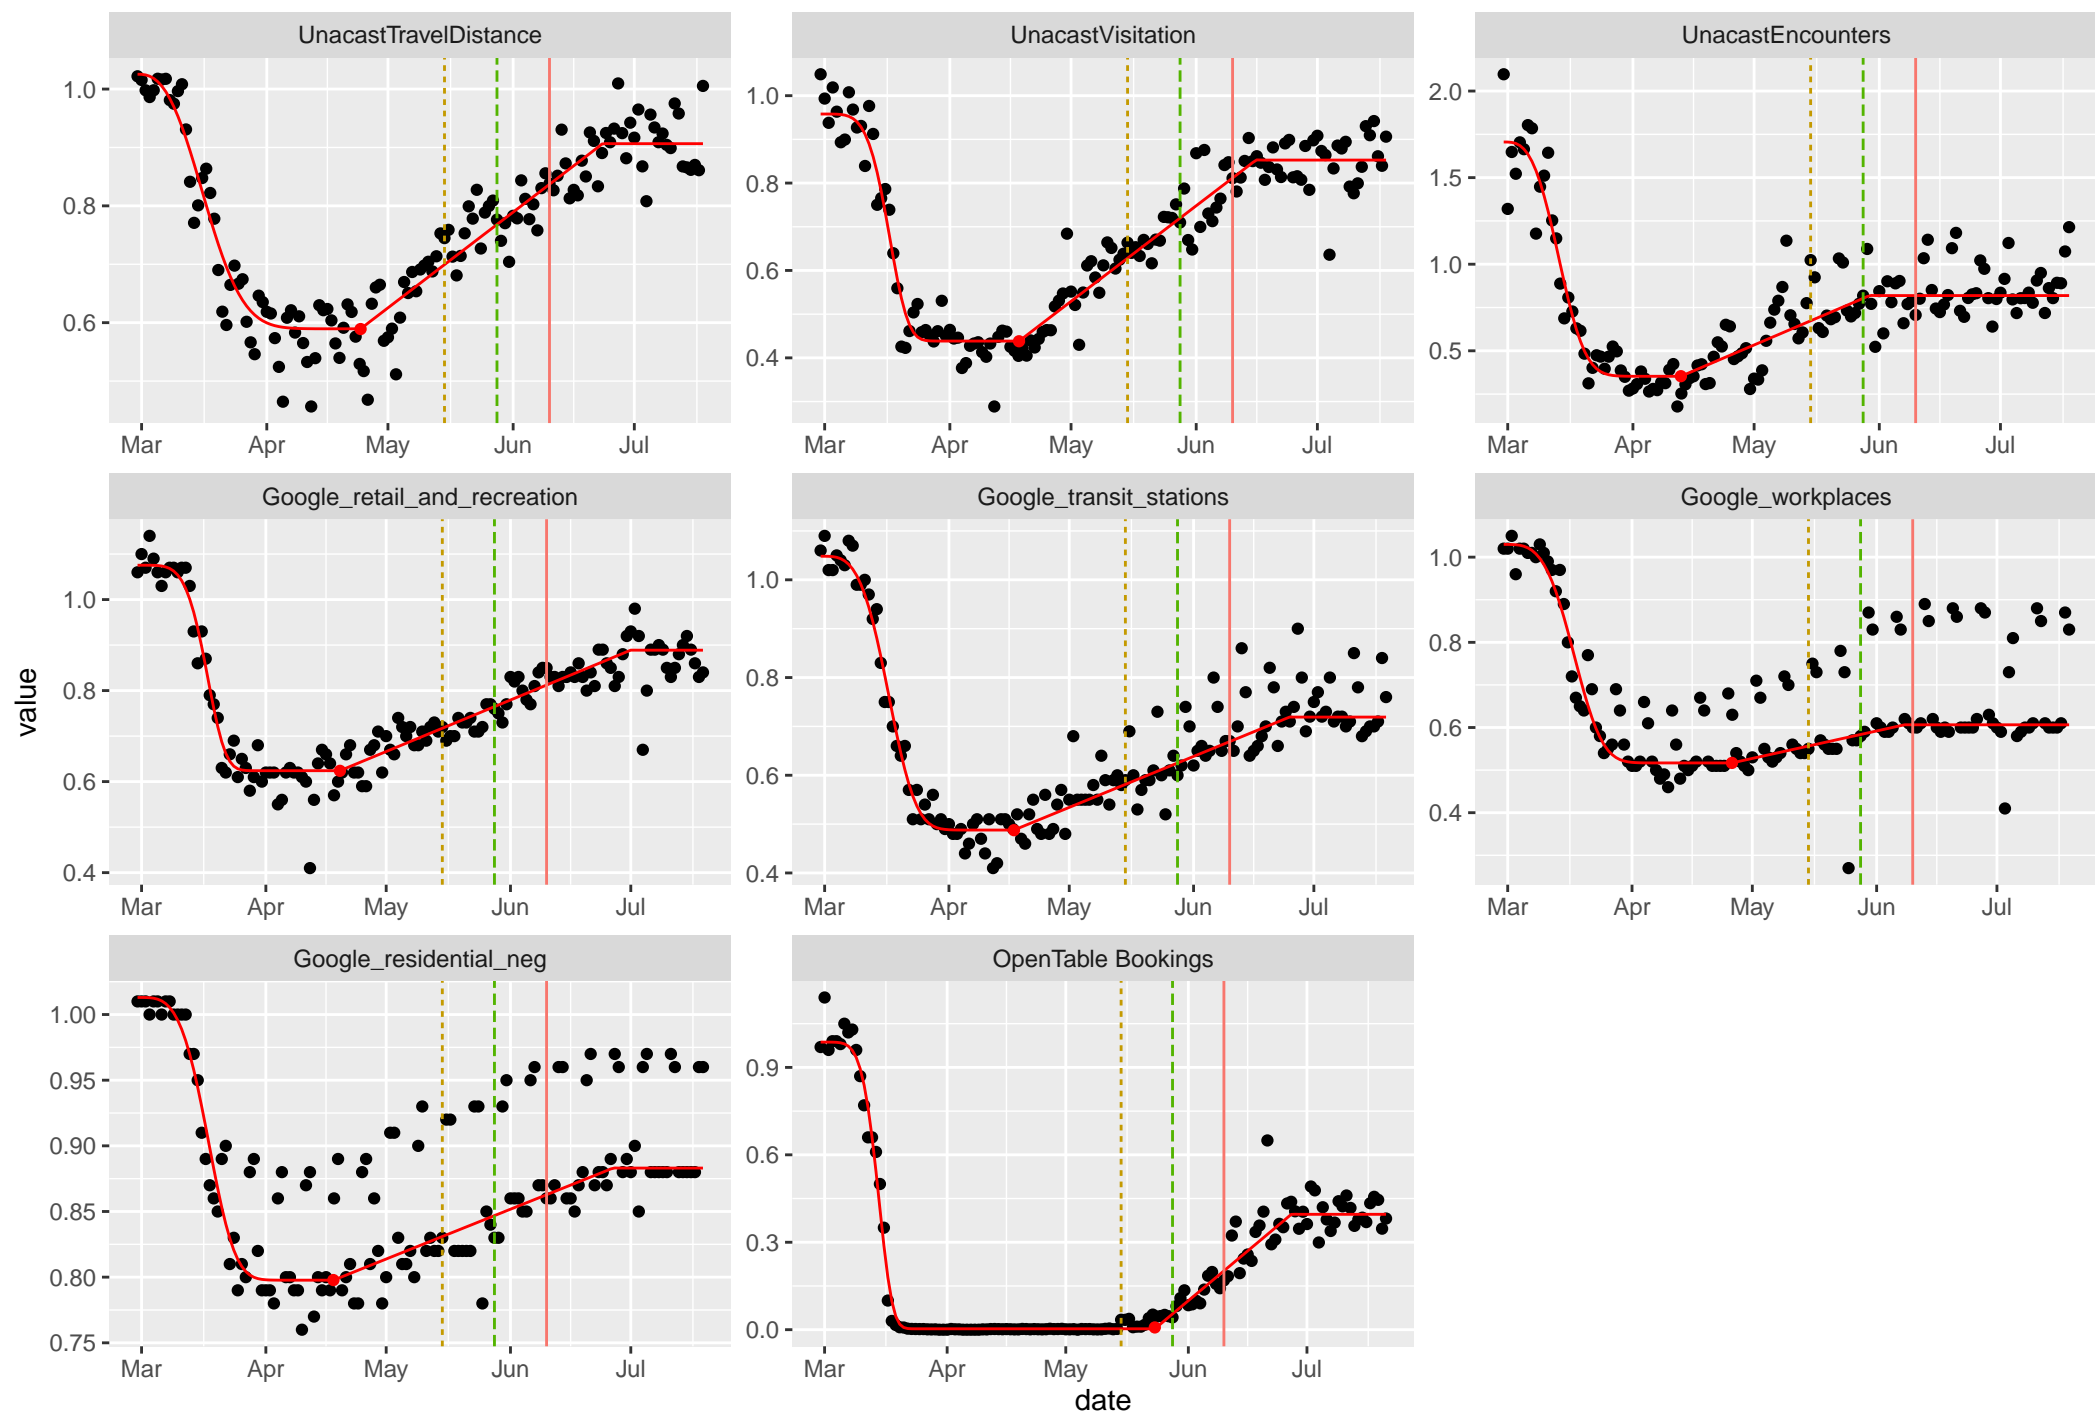 UnacastTravelDistance UnacastVisitation UnacastEncounters
1.0
0.8
0.6
Mar Apr May Jun Jul
1.0
0.8
0.6
0.4
Mar Apr May Jun Jul
2.0
1.5
1.0
0.5
Mar Apr May Jun Jul
Google_retail_and_recreation Google_transit_stations Google_workplaces
value
1.0
0.8
0.6
0.4
Mar Apr May Jun Jul
1.0
0.8
0.6
0.4
Mar Apr May Jun Jul
1.0
0.8
0.6
0.4
Mar Apr May Jun Jul
Google_residential_neg OpenTable Bookings
1.00
0.95
0.90
0.85
0.80
0.75
Mar Apr May Jun Jul
0.9
0.6
0.3
0.0
Mar Apr May Jun Jul
date